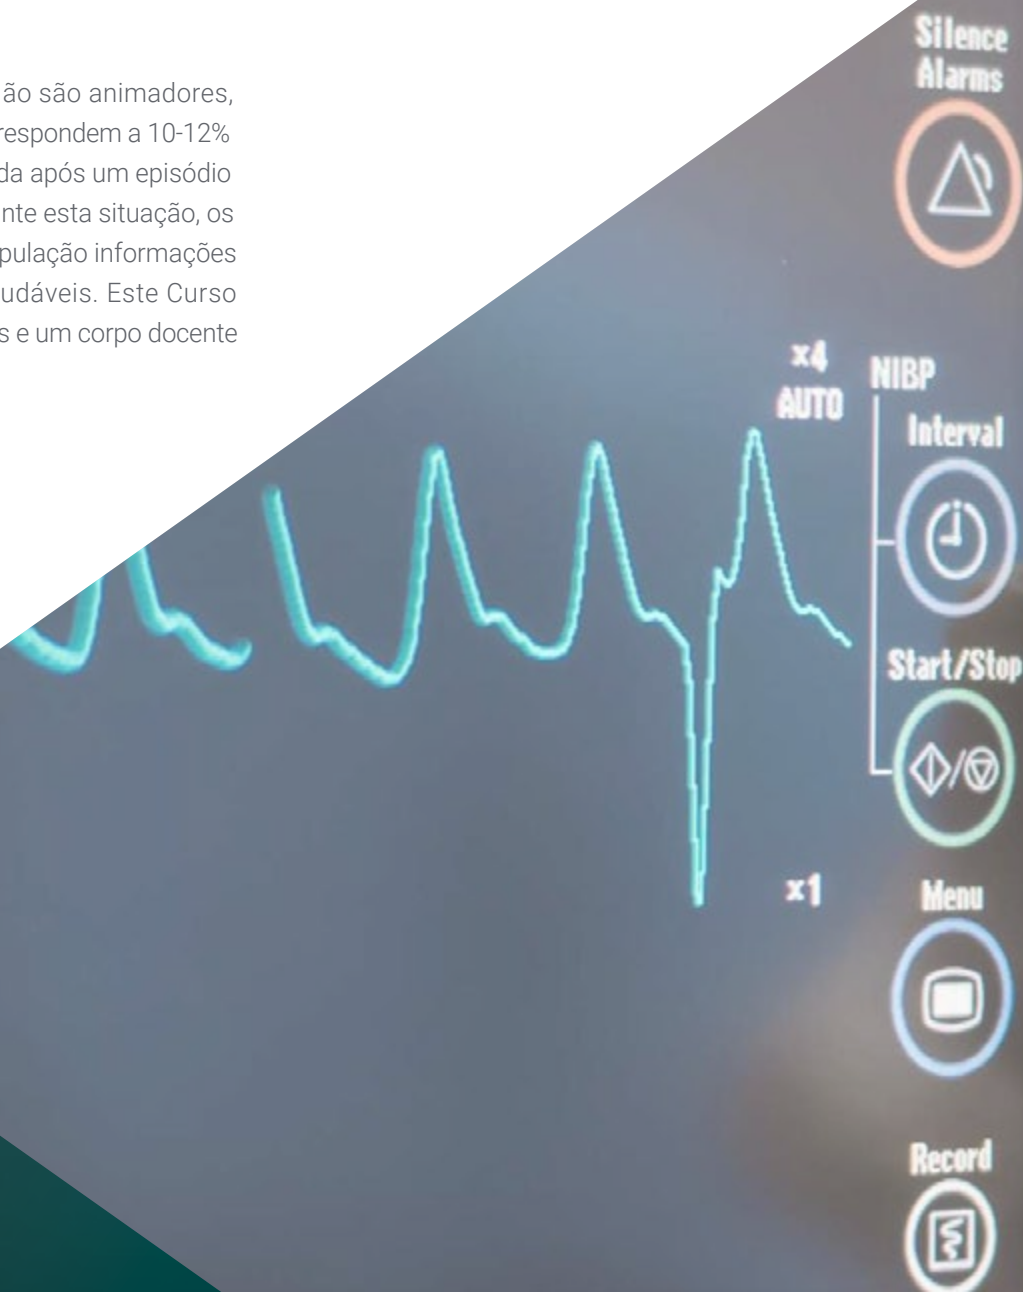 ão são animadores,
respondem a 10-12%
da após um episódio
nte esta situação, os
pulação informações
udáveis. Este Curso
s e um corpo docente
Silence
Alarms
x4
AUTO
NIBP
Interval
Start/Stop
x1
Menu
Record